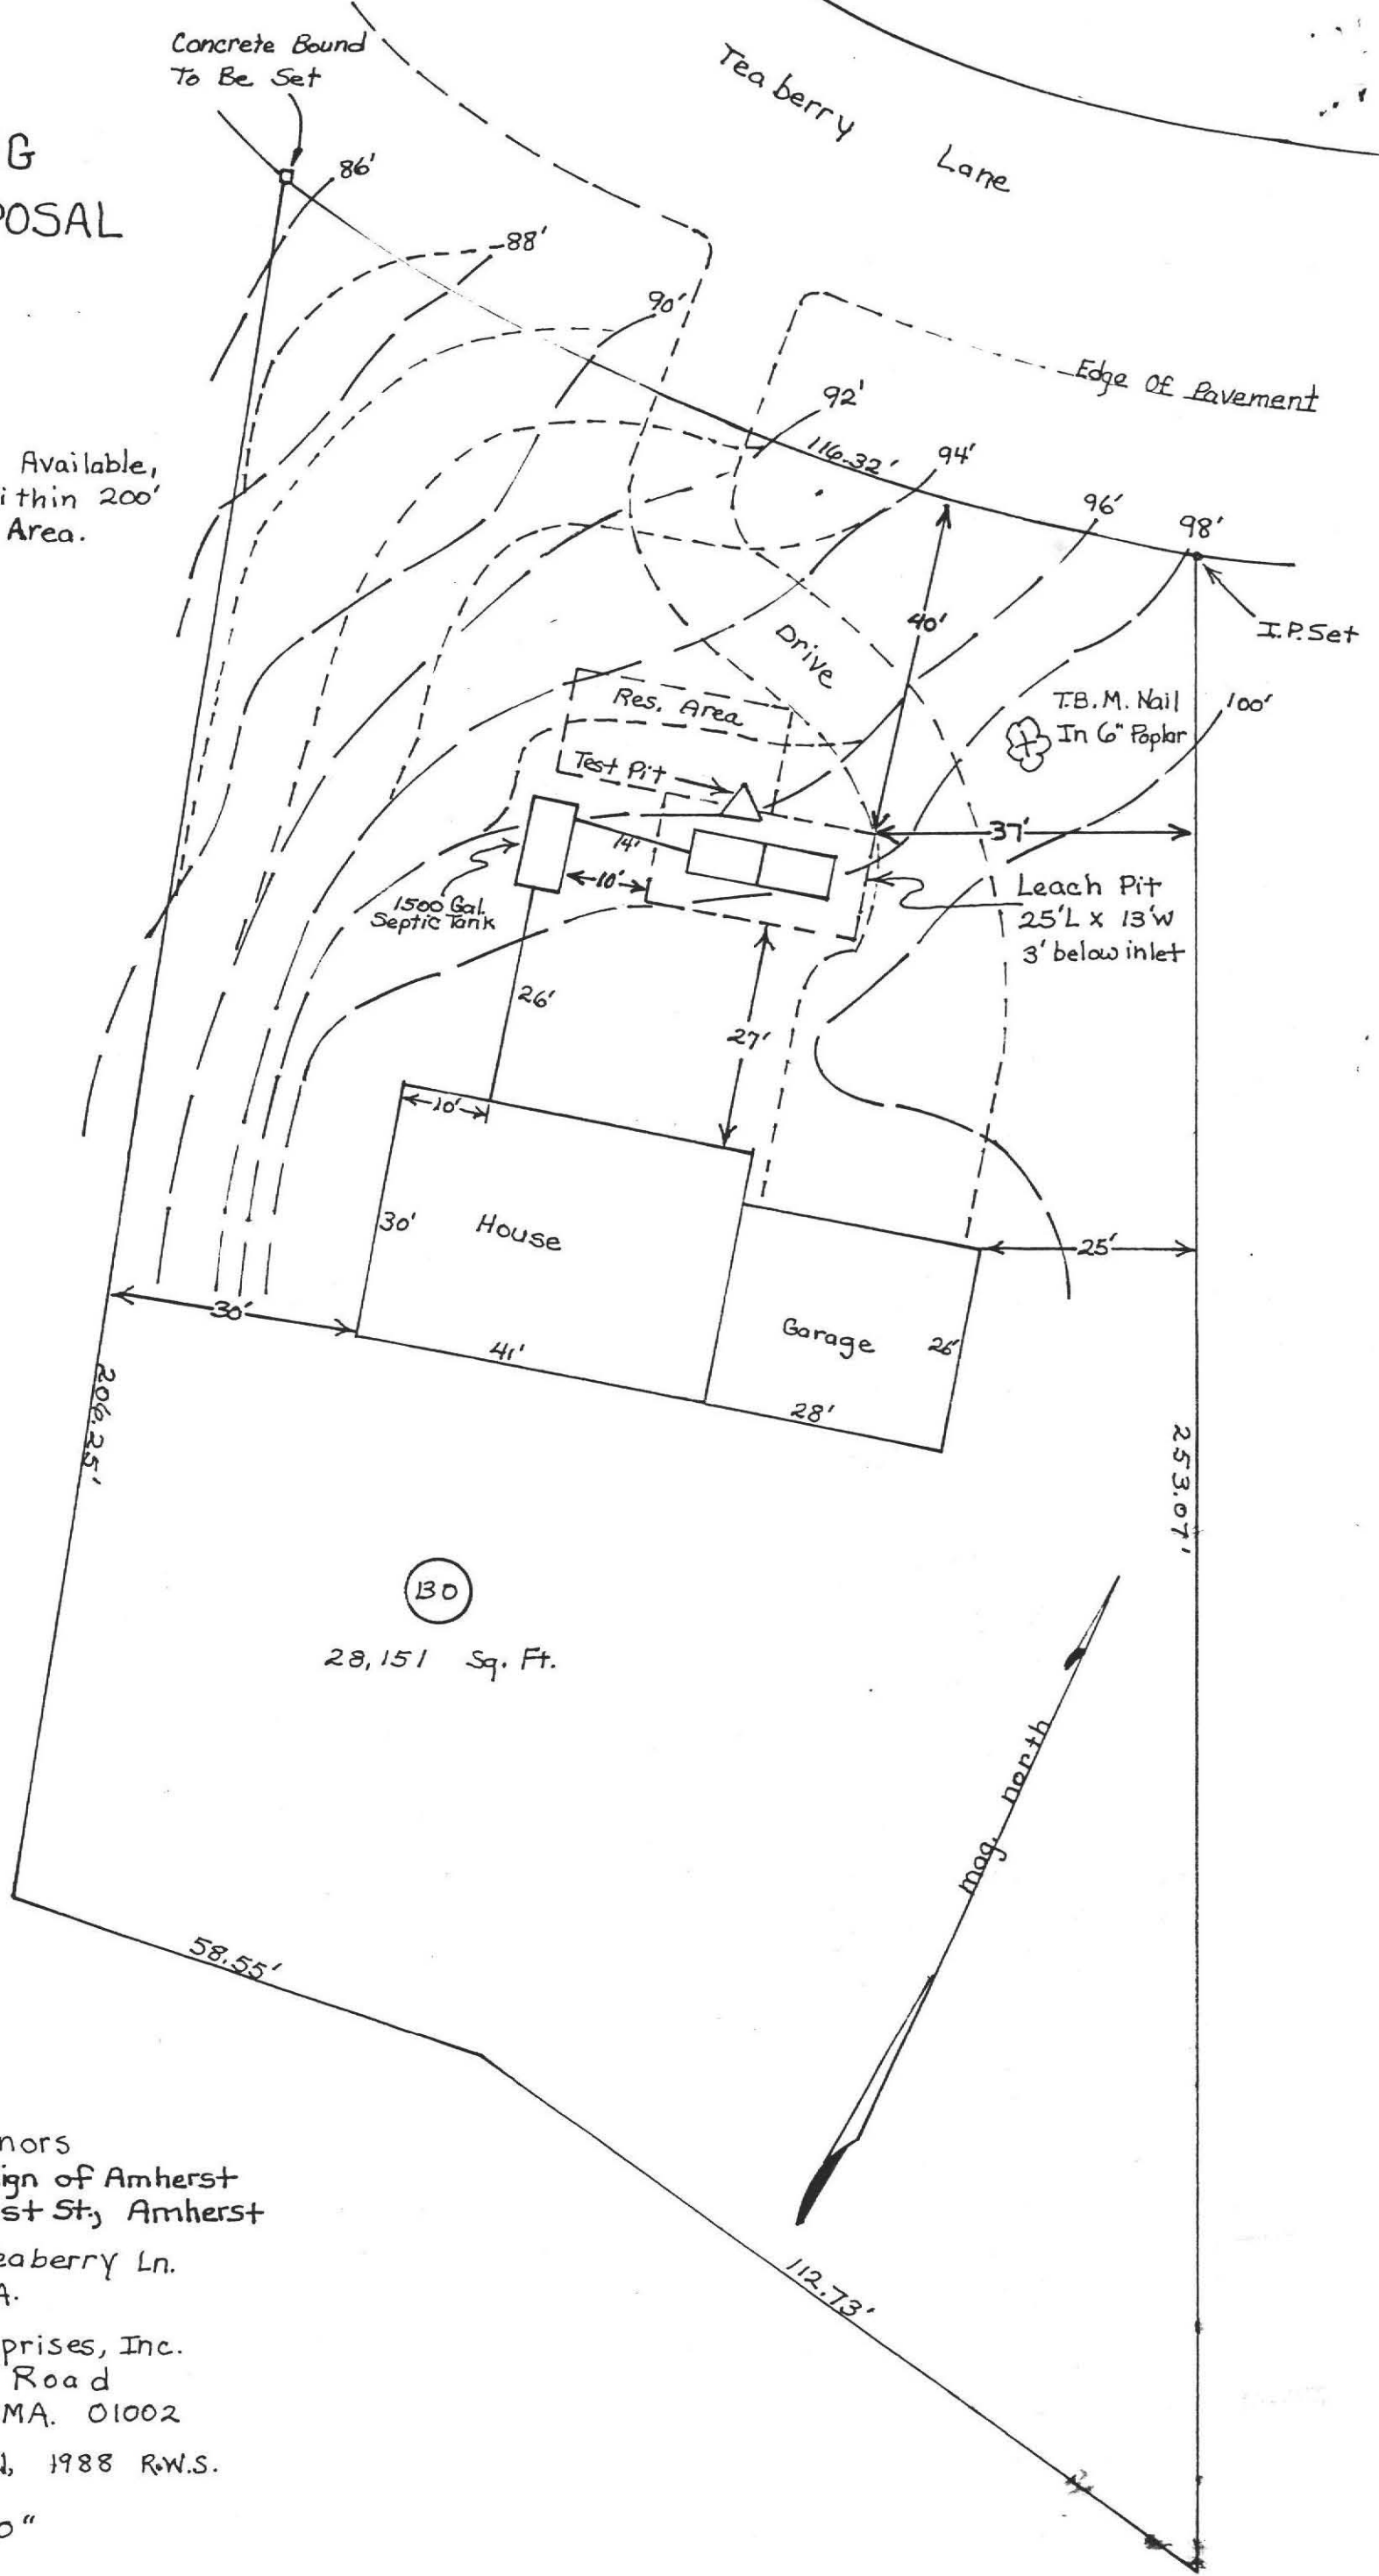 Concrete Bound
To Be Set
Teaberry Lane
G
POSAL
86'
88'
90'
Edge Of Pavement
92'
116.32'
94'
96'
98'
Available,
ithin 200'
Area.
I.P. Set
40'
Drive
T.B.M. Nail
In 6" Poplar
100'
Res. Area
Test Pit
37'
14'
10'
1500 Gal.
Septic Tank
Leach Pit
25'L x 13'W
3' below inlet
26'
27'
10'
30'
House
25'
30'
41'
Garage
26'
28'
206.25'
253.07'
130
28,151 Sq. Ft.
mag north
58.55'
112.73'
nors
ign of Amherst
st St., Amherst
eaberry Ln.
A.
prises, Inc.
Road
MA. 01002
1988 R.W.S.
0"